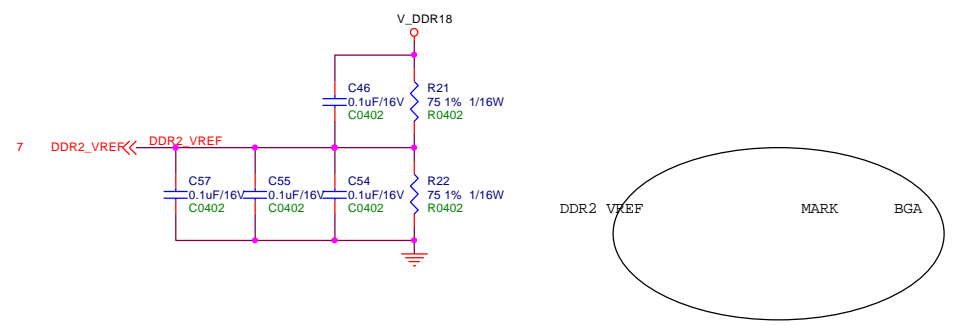 V_DDR18
C46
0.1uF/16V
C0402
R21
75 1% 1/16W
R0402
7 DDR2_VREF DDR2_VREF
C57
0.1uF/16V
C0402
C55
0.1uF/16V
C0402
C54
0.1uF/16V
C0402
R22
75 1% 1/16W
R0402
DDR2 VREF MARK BGA